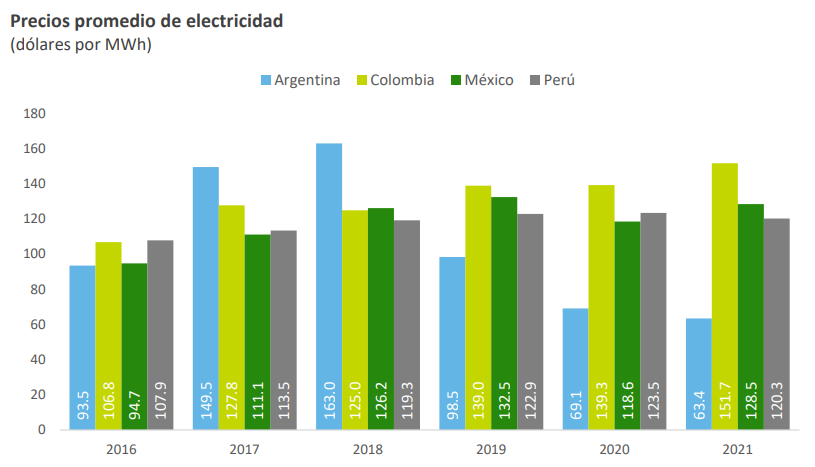 Precios promedio de electricidad
(dólares por MWh)
Argentina Colombia México Perú
180
160
140
120
100
80
60
40
20
0
93.5 106.8 94.7 107.9 149.5 127.8 111.1 113.5 163.0 125.0 126.2 119.3 98.5 139.0 132.5 122.9 69.1 139.3 118.6 123.5 63.4 151.7 128.5 120.3
2016 2017 2018 2019 2020 2021